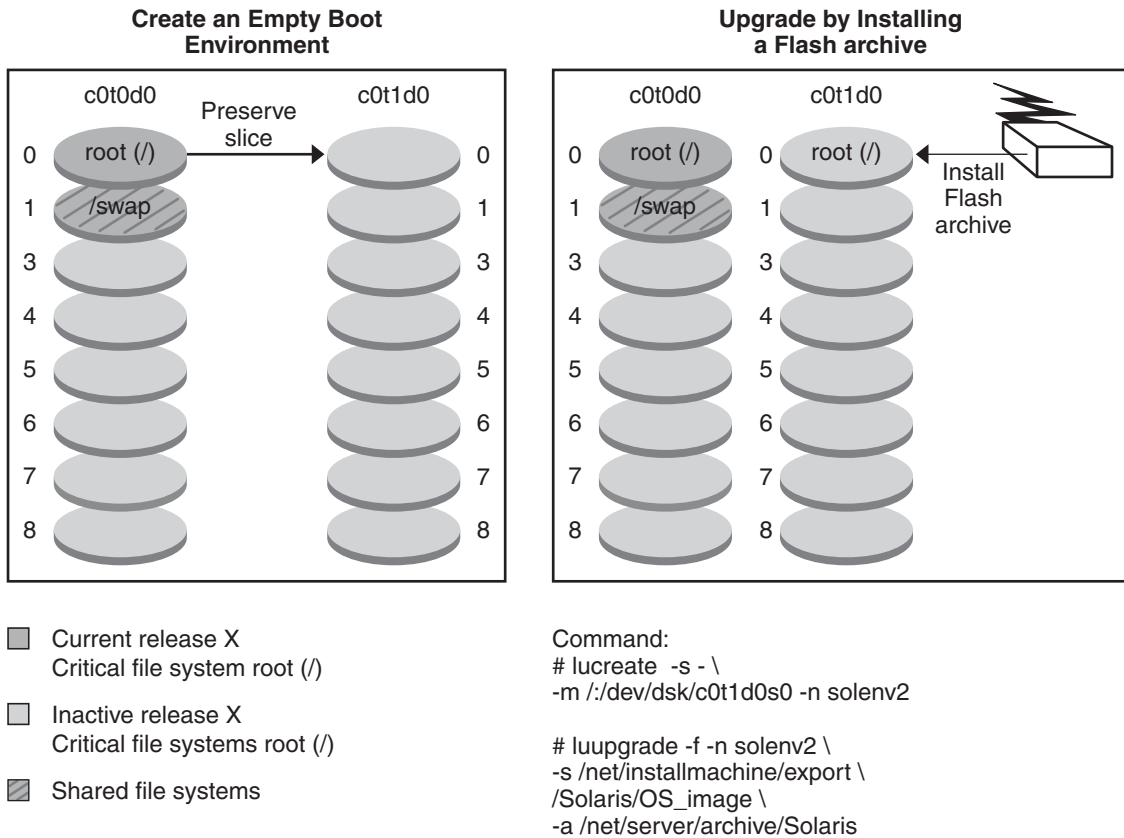 Create an Empty Boot
Environment
c0t0d0
c0t1d0
Preserve
slice
root (/)
/swap
0
1
3
4
5
6
7
8
0
1
3
4
5
6
7
8
Upgrade by Installing
a Flash archive
c0t0d0
c0t1d0
root (/)
/swap
0
1
3
4
5
6
7
8
root (/)
0
1
3
4
5
6
7
8
Install
Flash
archive
Current release X
Critical file system root (/)
Inactive release X
Critical file systems root (/)
Shared file systems
Command:
# lucreate -s - \
-m /:/dev/dsk/c0t1d0s0 -n solenv2
# luupgrade -f -n solenv2 \
-s /net/installmachine/export \
/Solaris/OS_image \
-a /net/server/archive/Solaris